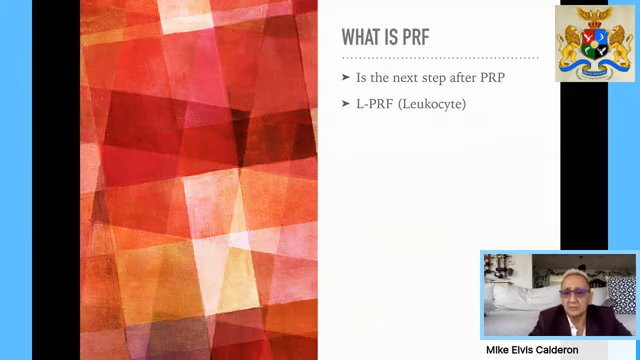 WHAT IS PRF
➤ Is the next step after PRP
➤ L-PRF (Leukocyte)
Mike Elvis Calderon